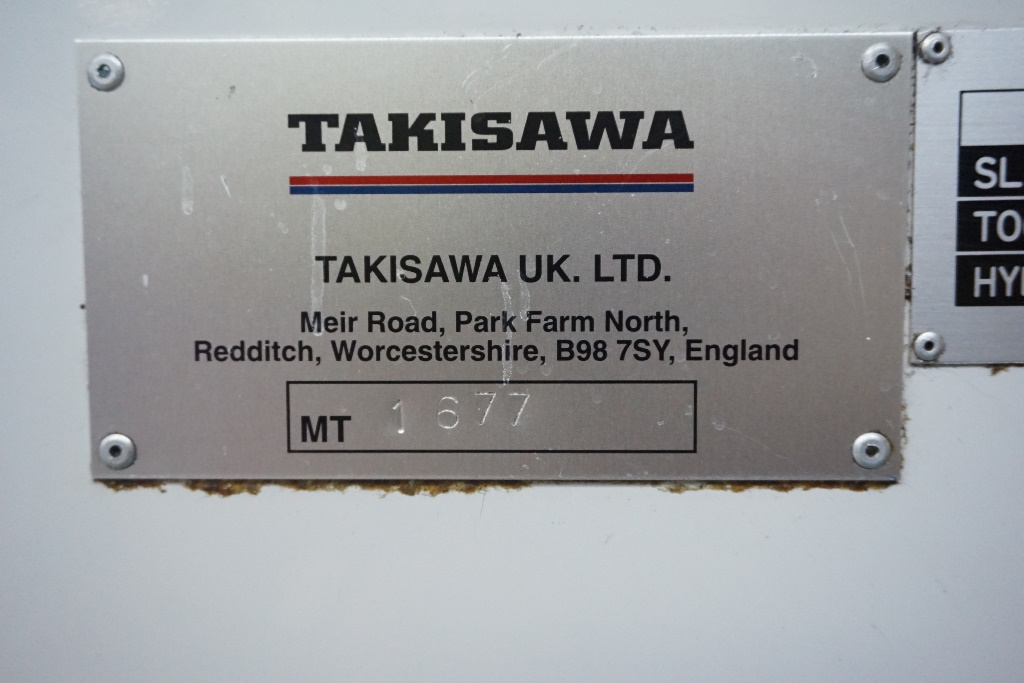 TAKISAWA
TAKISAWA UK. LTD.
Meir Road, Park Farm North,
Redditch, Worcestershire, B98 7SY, England
MT 1677
SL
TO
HY